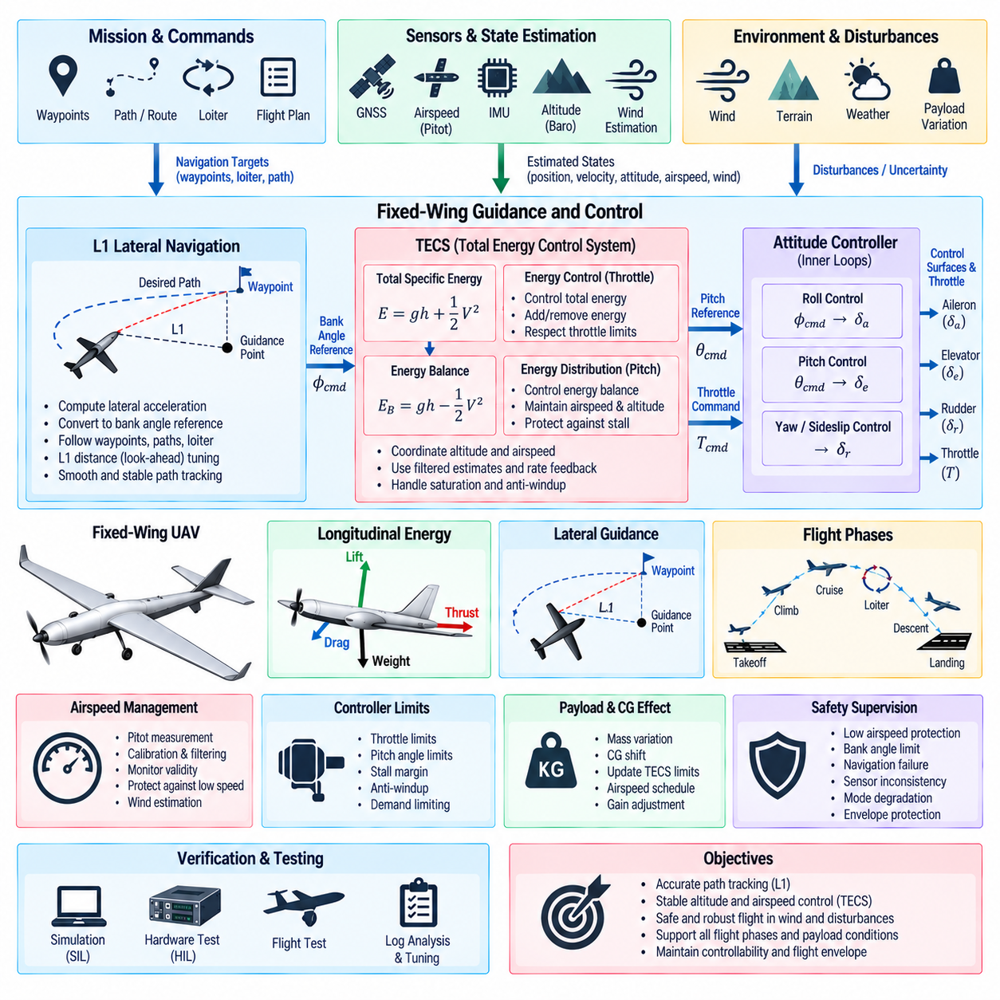 Mission & Commands
Waypoints
Path / Route
Loiter
Flight Plan
Sensors & State Estimation
GNSS
Airspeed
(Pitot)
IMU
Altitude
(Baro)
Wind
Estimation
Environment & Disturbances
Wind
Terrain
Weather
Payload
Variation
Navigation Targets
(waypoints, loiter, path)
Estimated States
(position, velocity, attitude, airspeed, wind)
Disturbances / Uncertainty
Fixed-Wing Guidance and Control
L1 Lateral Navigation
Desired Path
Waypoint
L1
Guidance
Point
• Compute lateral acceleration
• Convert to bank angle reference
• Follow waypoints, paths, loiter
• L1 distance (look-ahead) tuning
• Smooth and stable path tracking
Bank
Angle
Reference
ϕcmd
TECS (Total Energy Control System)
Total Specific Energy
E = gh + 1/2 V²
Energy Control (Throttle)
• Control total energy
• Add/remove energy
• Respect throttle limits
Energy Balance
E_B = gh − 1/2 V²
Energy Distribution (Pitch)
• Control energy balance
• Maintain airspeed & altitude
• Protect against stall
• Coordinate altitude and airspeed
• Use filtered estimates and rate feedback
• Handle saturation and anti-windup
Pitch
Reference
θcmd
Throttle
Command
Tcmd
Attitude Controller
(Inner Loops)
Roll Control
ϕcmd → δa
Pitch Control
θcmd → δe
Yaw / Sideslip Control
→ δr
Control
Surfaces &
Throttle
Aileron
(δa)
Elevator
(δe)
Rudder
(δr)
Throttle
(T)
Fixed-Wing UAV
Longitudinal Energy
Lift
Thrust
Drag
Weight
Lateral Guidance
Waypoint
L1
Guidance
Point
Flight Phases
Cruise
Climb
Loiter
Descent
Takeoff
Landing
Airspeed Management
• Pitot measurement
• Calibration & filtering
• Monitor validity
• Protect against low speed
• Wind estimation
Controller Limits
• Throttle limits
• Pitch angle limits
• Stall margin
• Anti-windup
• Demand limiting
Payload & CG Effect
KG
• Mass variation
• CG shift
• Update TECS limits
• Airspeed schedule
• Gain adjustment
Safety Supervision
• Low airspeed protection
• Bank angle limit
• Navigation failure
• Sensor inconsistency
• Mode degradation
• Envelope protection
Verification & Testing
Simulation
(SIL)
Hardware Test
(HIL)
Flight Test
Log Analysis
& Tuning
Objectives
• Accurate path tracking (L1)
• Stable altitude and airspeed control (TECS)
• Safe and robust flight in wind and disturbances
• Support all flight phases and payload conditions
• Maintain controllability and flight envelope